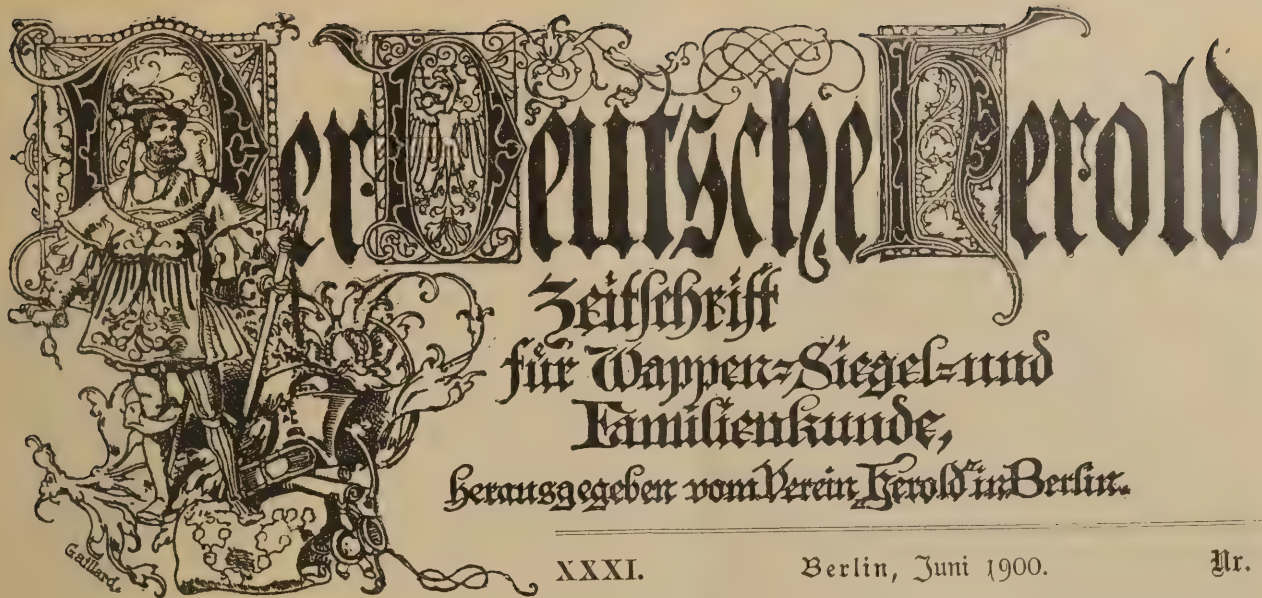 Der Deutsche Herold
Zeitschrift
für Wappen-Siegel- und
Familienkunde,
herausgegeben vom Verein „Herold” in Berlin.
XXXI. Berlin, Juni 1900. Nr.
Gaillard.